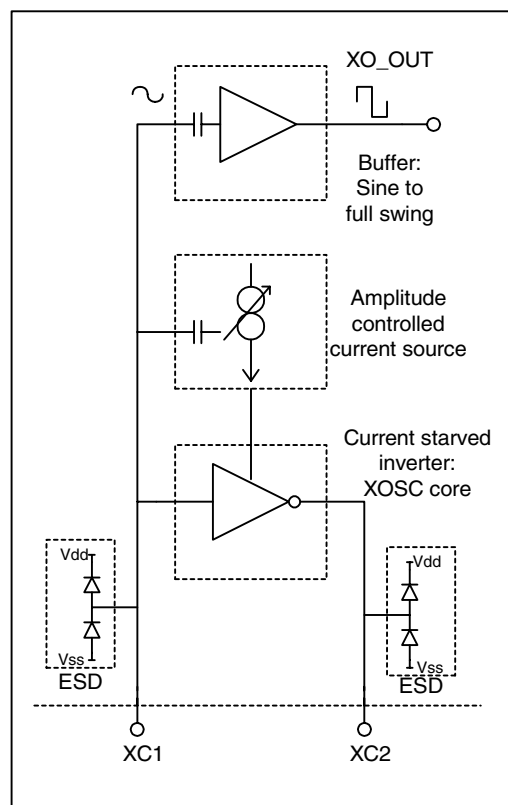 XO_OUT
Buffer:
Sine to
full swing
Amplitude
controlled
current source
Current starved
inverter:
XOSC core
Vdd
Vss
ESD
Vdd
Vss
ESD
XC1
XC2